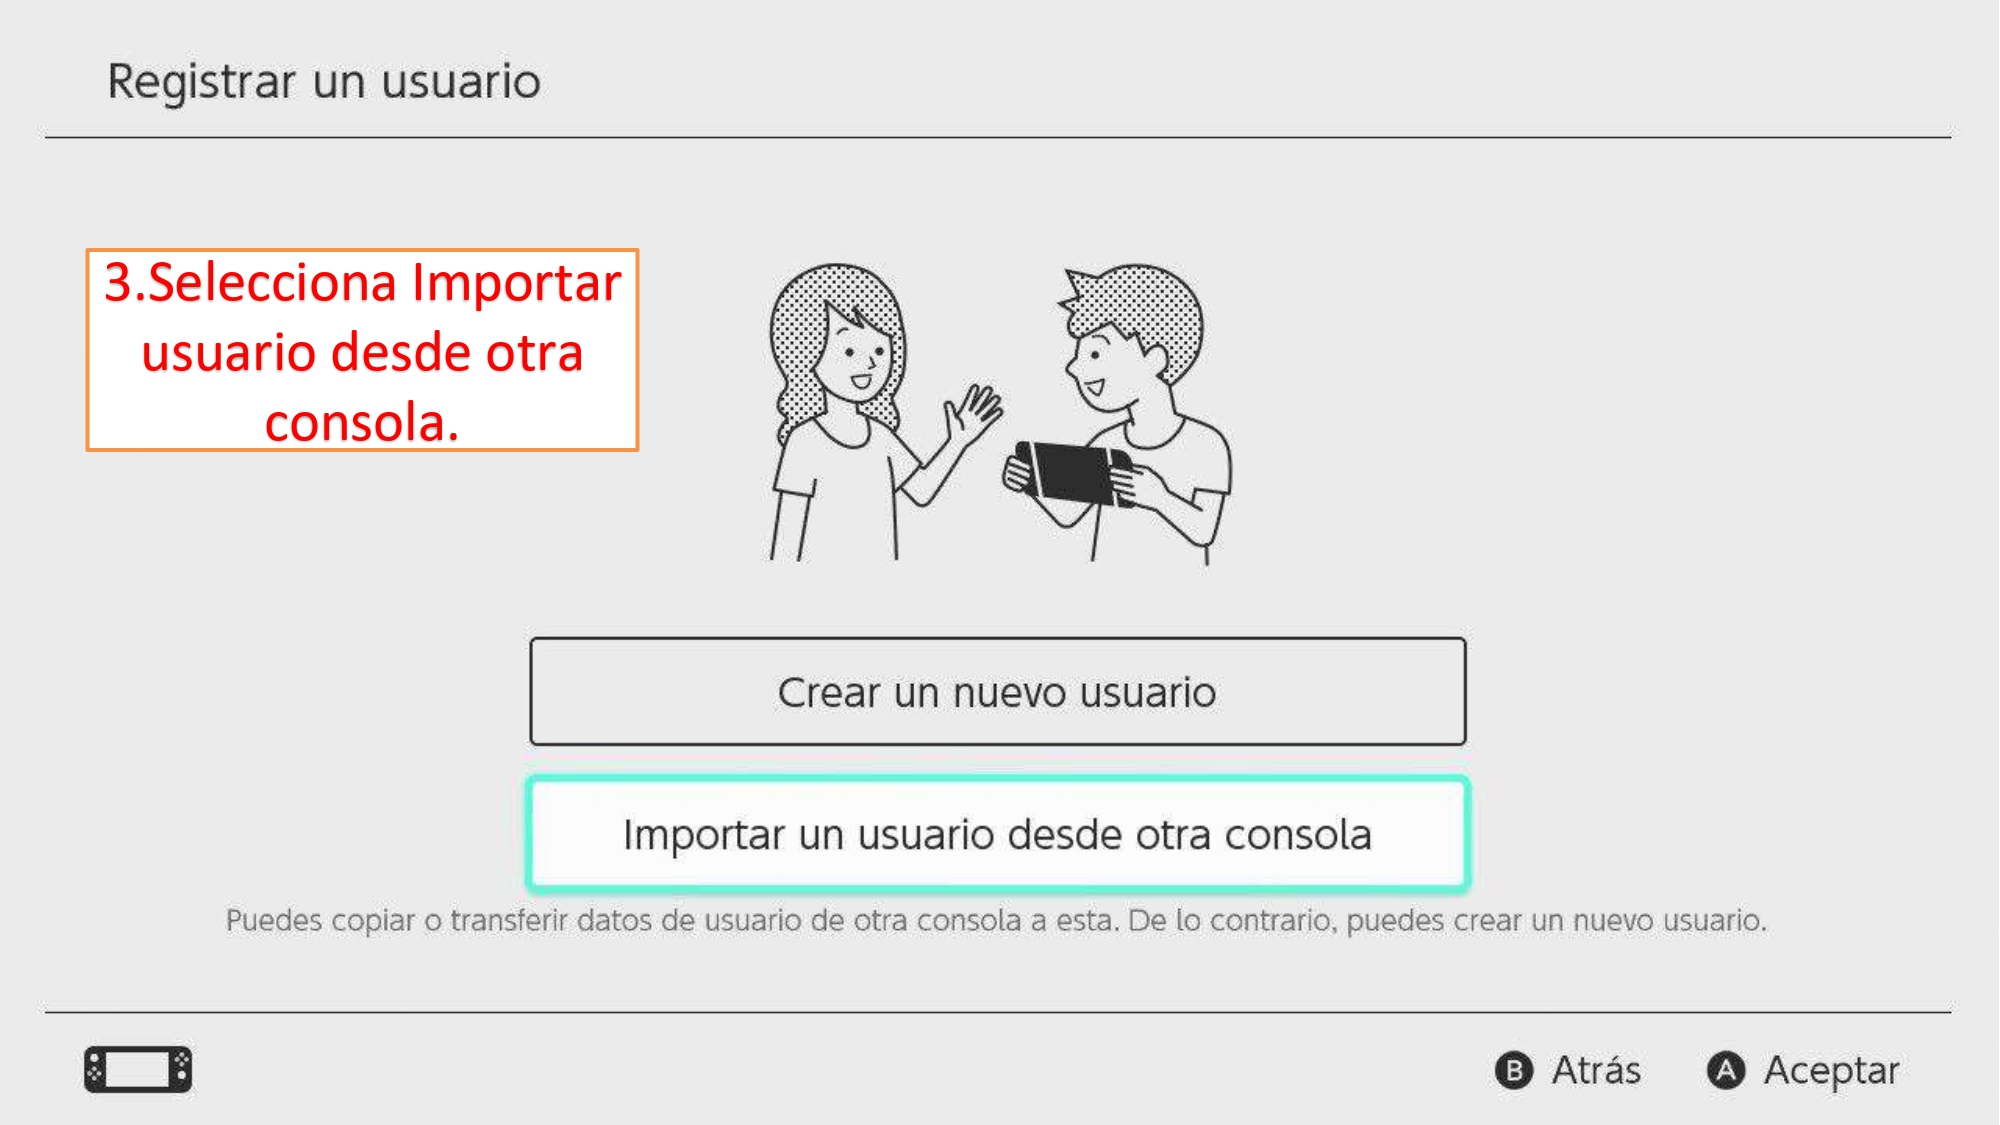 Registrar un usuario
3.Selecciona Importar
usuario desde otra
consola.
Crear un nuevo usuario
Importar un usuario desde otra consola
Puedes copiar o transferir datos de usuario de otra consola a esta. De lo contrario, puedes crear un nuevo usuario.
B Atrás A Aceptar